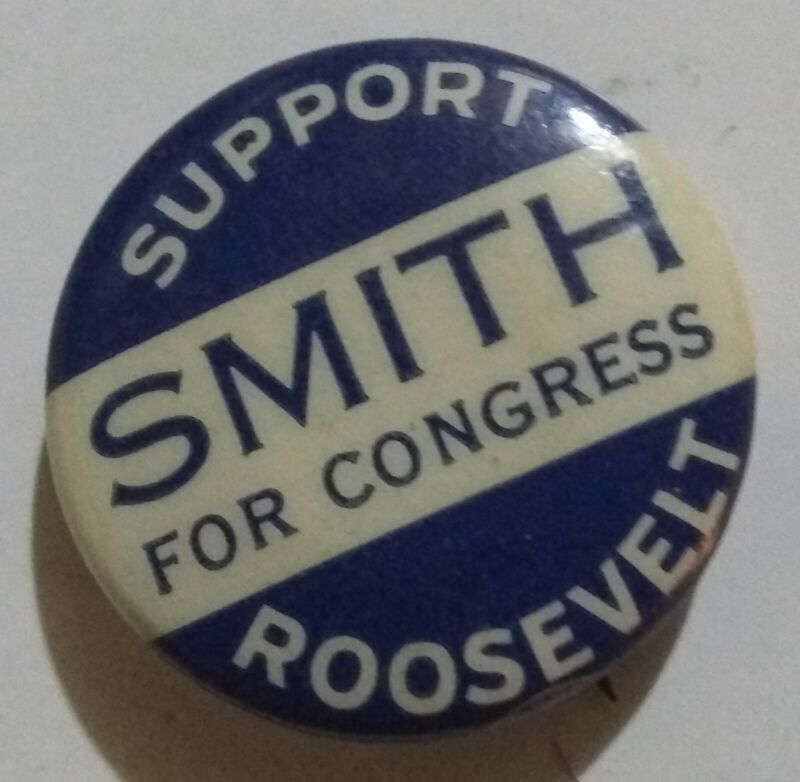 SUPPORT
SMITH
FOR CONGRESS
ROOSEVELT